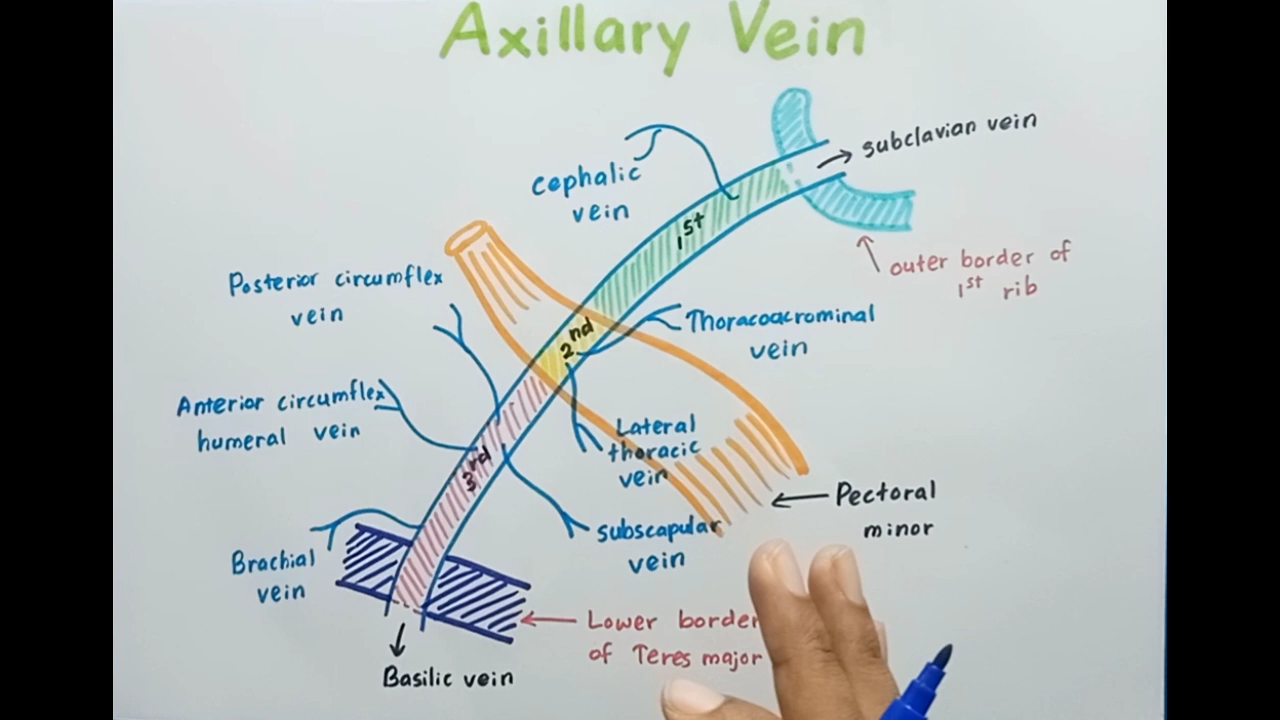 Axillary Vein
subclavian vein
cephalic
vein
1st
outer border of
1st rib
Posterior circumflex
vein
2nd
Thoracoacrominal
vein
Anterior circumflex
humeral vein
Lateral
thoracic
vein
3rd
Pectoral
minor
subscapular
vein
Brachial
vein
Lower border
of Teres major
Basilic vein